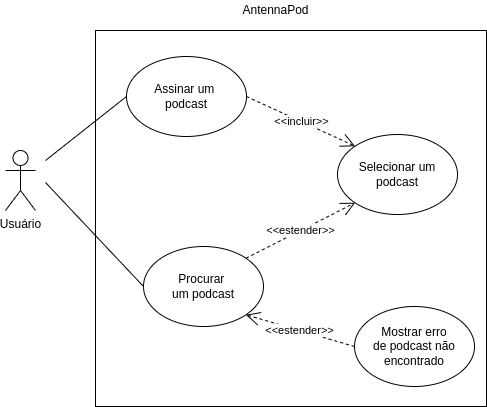 AntennaPod
Assinar um
podcast
<<incluir>>
Selecionar um
podcast
Usuário
<<estender>>
Procurar
um podcast
<<estender>>
Mostrar erro
de podcast não
encontrado